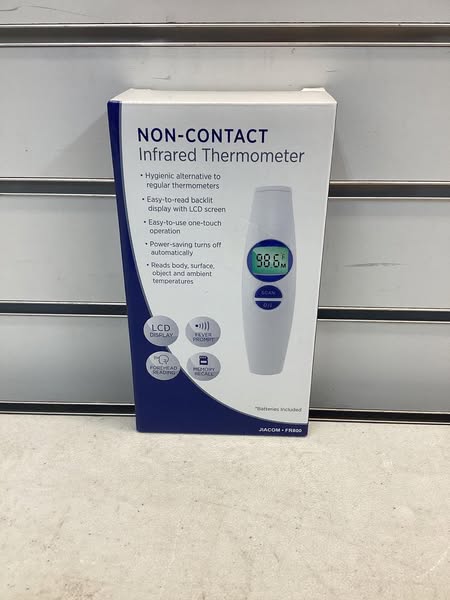 NON-CONTACT
Infrared Thermometer
• Hygienic alternative to
regular thermometers
• Easy-to-read backlit
display with LCD screen
• Easy-to-use one-touch
operation
• Power-saving turns off
automatically
• Reads body, surface,
object and ambient
temperatures
98.6 F
M
SCAN
LCD
DISPLAY
FEVER
PROMPT
FOREHEAD
READING
MEMORY
RECALL
*Batteries Included
JIACOM • FR800